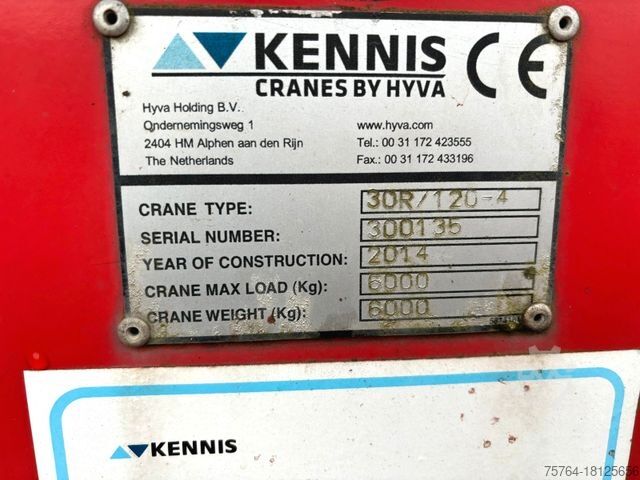 KENNIS CE
CRANES BY HYVA
Hyva Holding B.V.
Ondernemingsweg 1 www.hyva.com
2404 HM Alphen aan den Rijn Tel.: 00 31 172 423555
The Netherlands Fax.: 00 31 172 433196
CRANE TYPE: 30R/120-4
SERIAL NUMBER: 300135
YEAR OF CONSTRUCTION: 2014
CRANE MAX LOAD (Kg): 6000
CRANE WEIGHT (Kg): 6000
KENNIS
75764-18125656